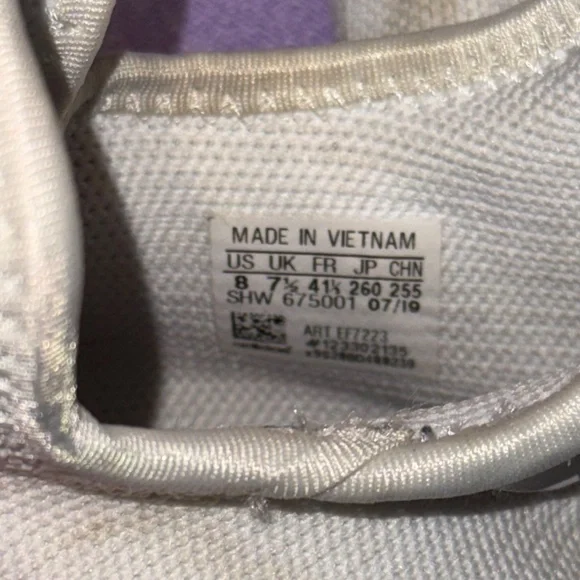 MADE IN VIETNAM
US UK FR JP CHN
8 7½ 41⅓ 260 255
SHW 675001 07/19
ART EF7223
#123302135